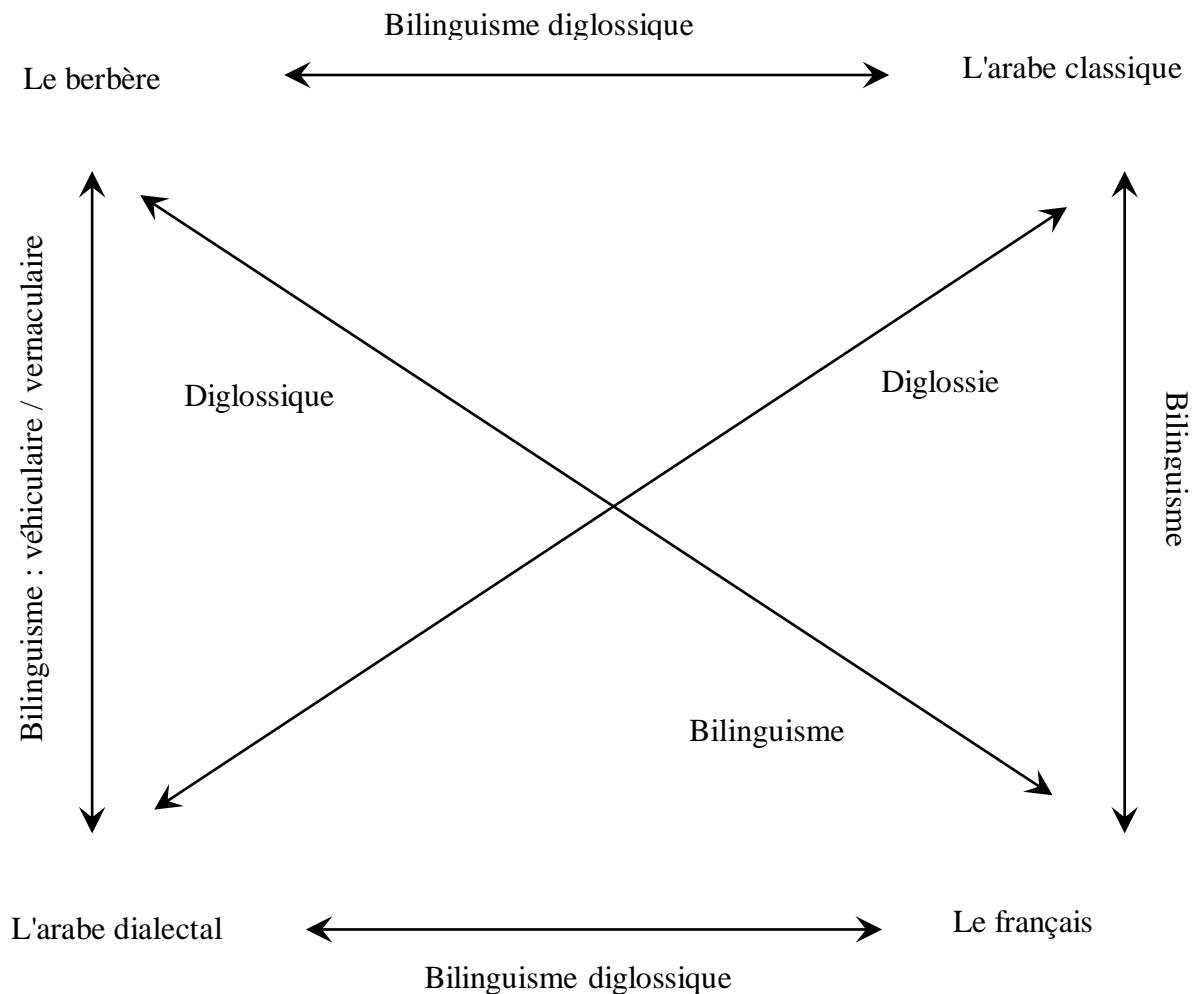 Bilinguisme diglossique
Le berbère
L'arabe classique
Bilinguisme : véhiculaire / vernaculaire
Diglossique
Diglossie
Bilinguisme
Bilinguisme
L'arabe dialectal
Le français
Bilinguisme diglossique